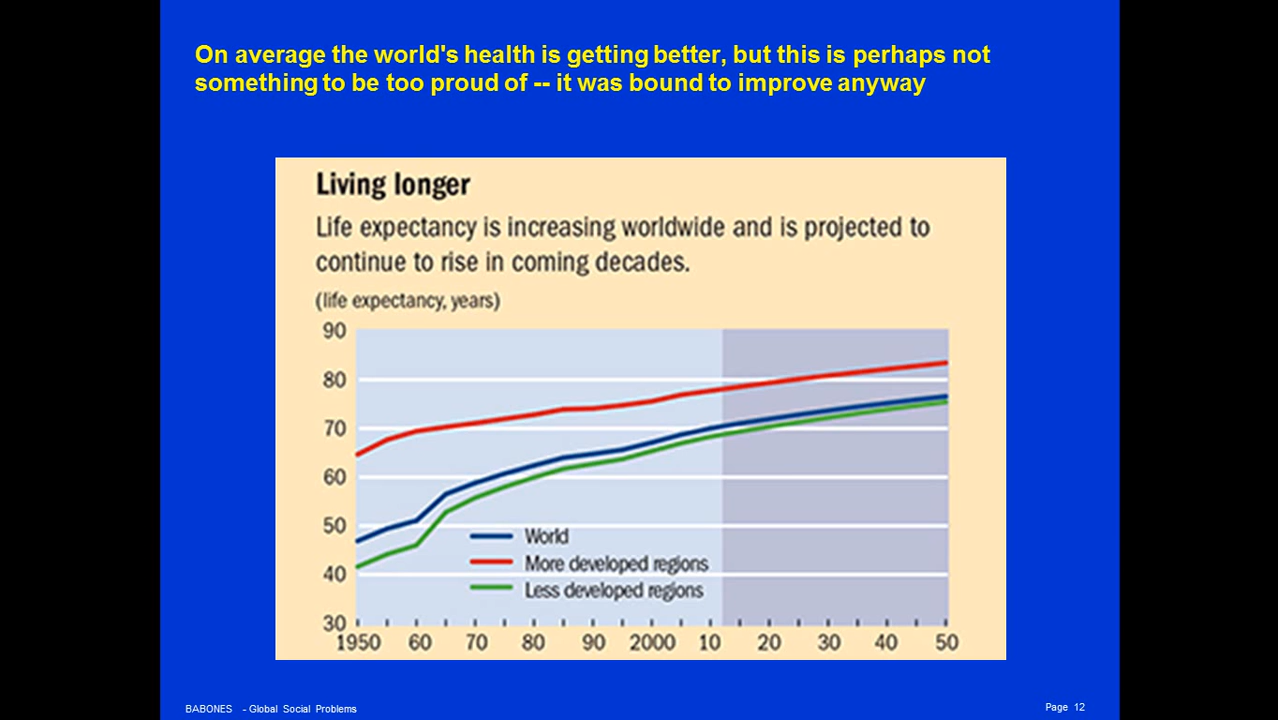 On average the world's health is getting better, but this is perhaps not
something to be too proud of -- it was bound to improve anyway
Living longer
Life expectancy is increasing worldwide and is projected to
continue to rise in coming decades.
(life expectancy, years)
90
80
70
60
50
40
30
World
More developed regions
Less developed regions
1950 60 70 80 90 2000 10 20 30 40 50
BABONES - Global Social Problems
Page 12